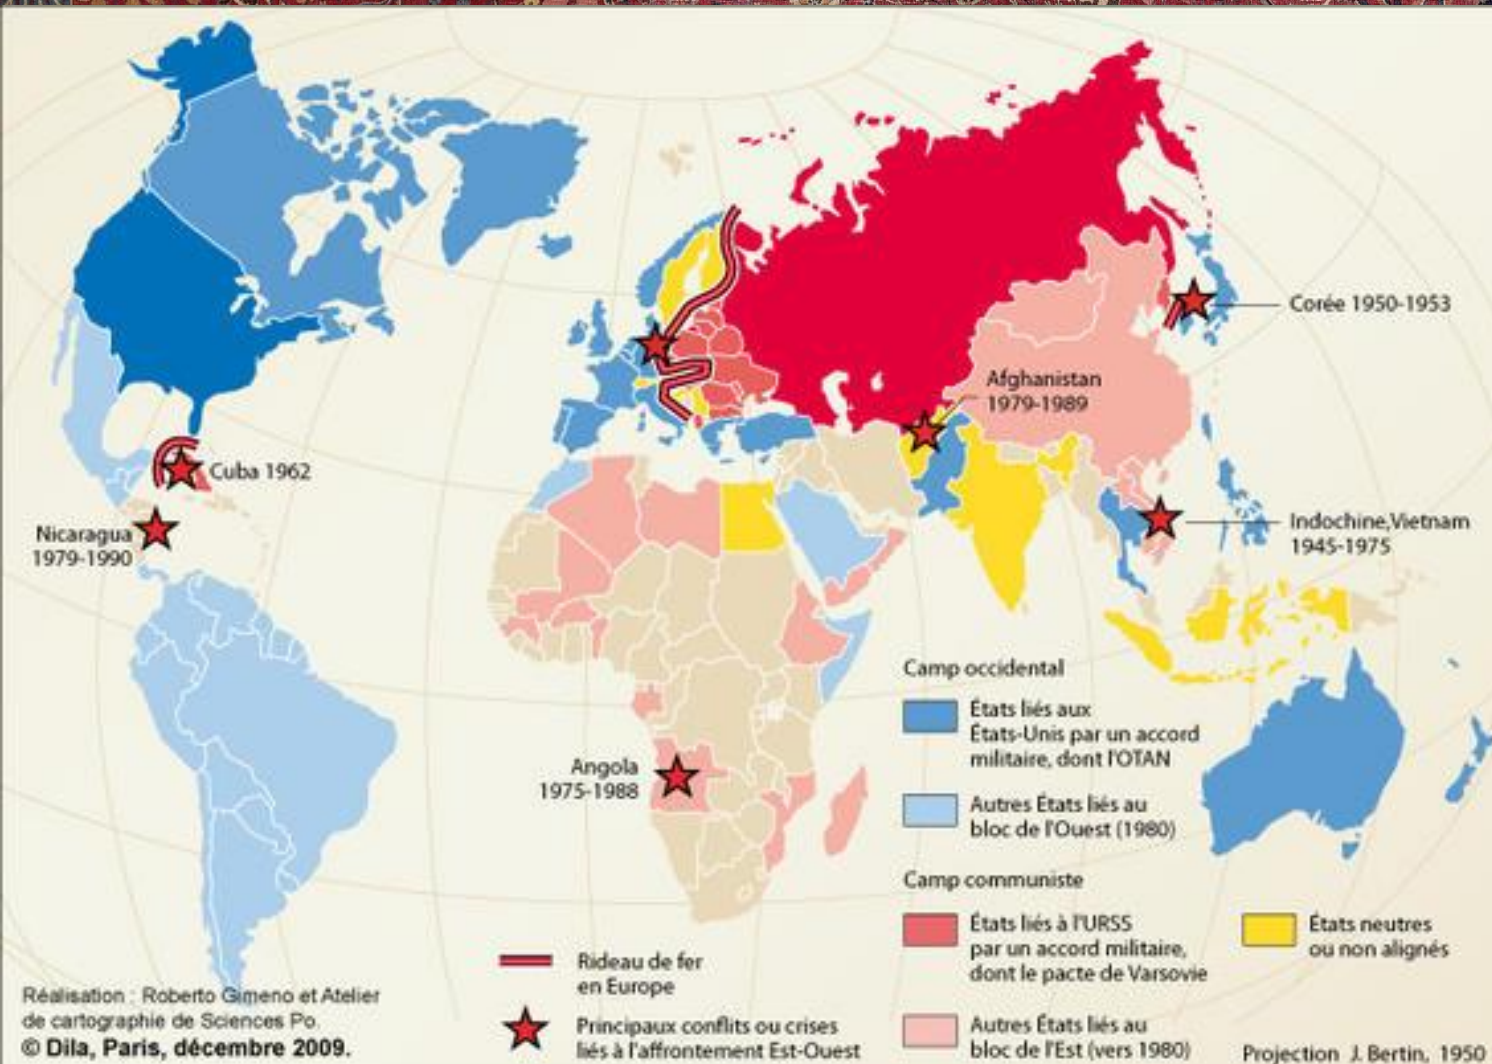 Corée 1950-1953
Afghanistan
1979-1989
Cuba 1962
Nicaragua
1979-1990
Indochine,Vietnam
1945-1975
Angola
1975-1988
Camp occidental
États liés aux
États-Unis par un accord
militaire, dont l'OTAN
Autres États liés au
bloc de l'Ouest (1980)
Camp communiste
États liés à l'URSS
par un accord militaire,
dont le pacte de Varsovie
Autres États liés au
bloc de l'Est (vers 1980)
États neutres
ou non alignés
Rideau de fer
en Europe
Principaux conflits ou crises
liés à l'affrontement Est-Ouest
Réalisation : Roberto Gimeno et Atelier
de cartographie de Sciences Po.
© Dila, Paris, décembre 2009.
Projection J. Bertin, 1950